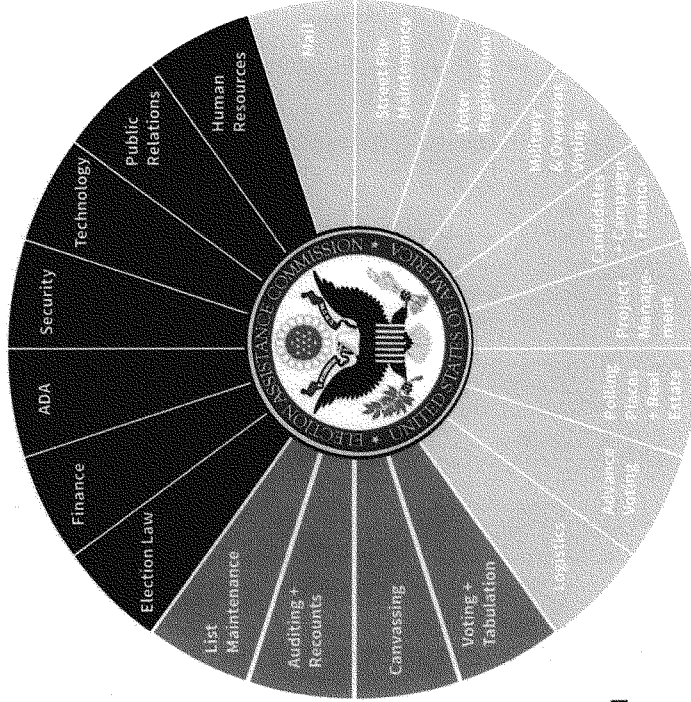 Election Law
Finance
ADA
Security
Technology
Public
Relations
Human
Resources
Mail
Street File
Maintenance
Voter
Registration
Military
& Overseas
Voting
Candidates
+ Campaign
Finance
Project
Manage-
ment
Polling
Places
+ Real
Estate
Advance
Voting
Logistics
Voting +
Tabulation
Canvassing
Auditing +
Recounts
List
Maintenance
ELECTION ASSISTANCE COMMISSION
★ UNITED STATES OF AMERICA ★